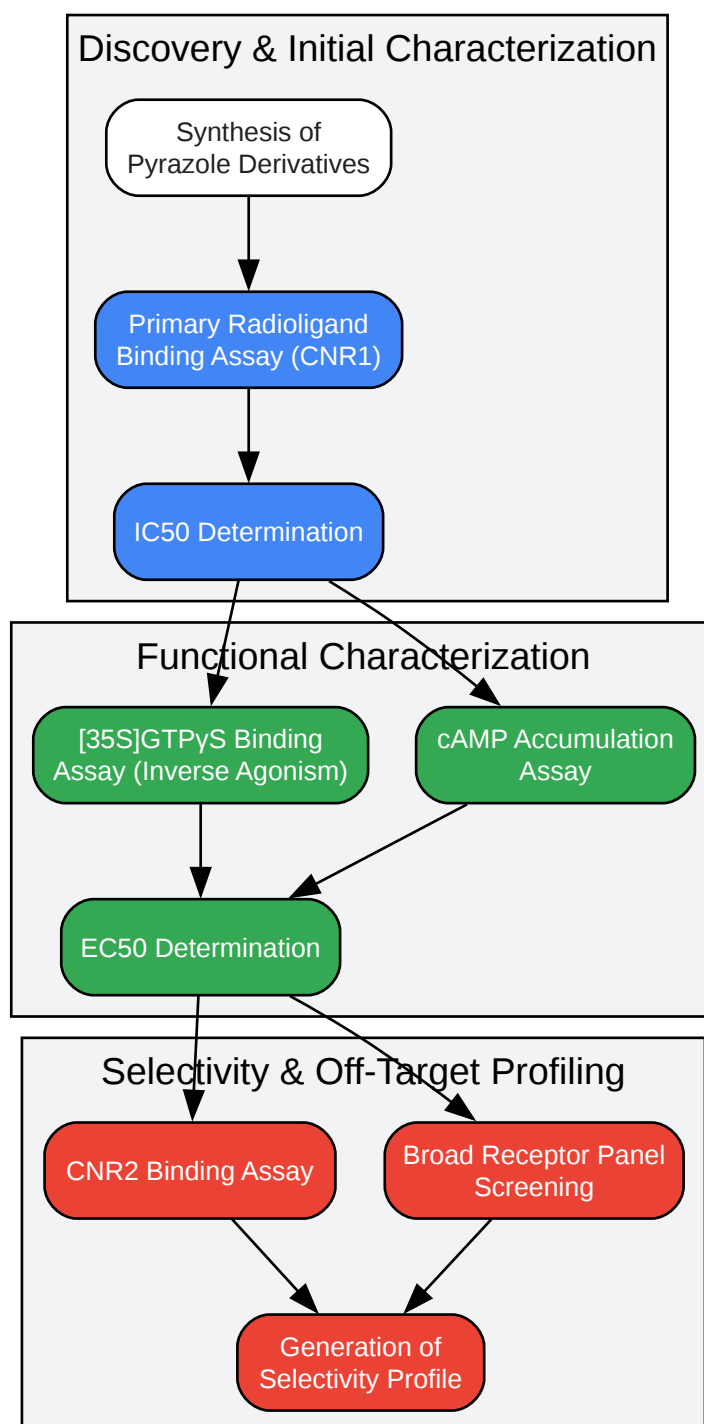 Discovery & Initial Characterization
Synthesis of
Pyrazole Derivatives
Primary Radioligand
Binding Assay (CNR1)
IC50 Determination
Functional Characterization
[35S]GTPγS Binding
Assay (Inverse Agonism)
cAMP Accumulation
Assay
EC50 Determination
Selectivity & Off-Target Profiling
CNR2 Binding Assay
Broad Receptor Panel
Screening
Generation of
Selectivity Profile